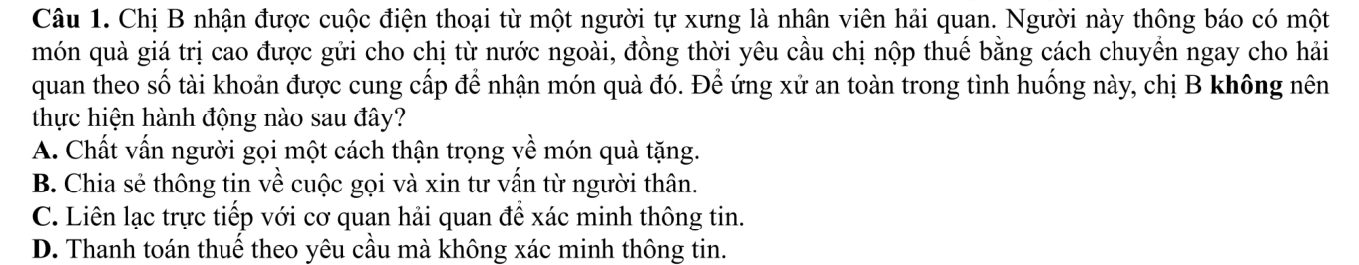 Câu 1. Chị B nhận được cuộc điện thoại từ một người tự xưng là nhân viên hải quan. Người này thông báo có một
món quà giá trị cao được gửi cho chị từ nước ngoài, đồng thời yêu cầu chị nộp thuế bằng cách chuyển ngay cho hải
quan theo số tài khoản được cung cấp để nhận món quà đó. Để ứng xử an toàn trong tình huống này, chị B không nên
thực hiện hành động nào sau đây?
A. Chất vấn người gọi một cách thận trọng về món quà tặng.
B. Chia sẻ thông tin về cuộc gọi và xin tư vấn từ người thân.
C. Liên lạc trực tiếp với cơ quan hải quan để xác minh thông tin.
D. Thanh toán thuế theo yêu cầu mà không xác minh thông tin.